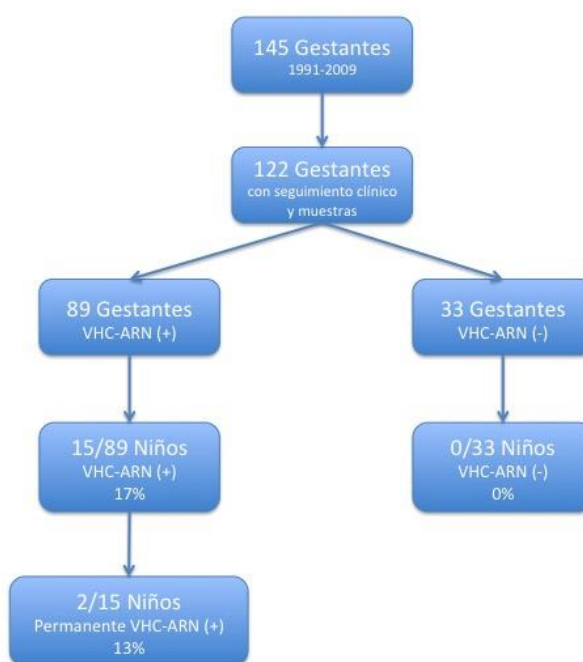 145 Gestantes
1991-2009
122 Gestantes
con seguimiento clínico
y muestras
89 Gestantes
VHC-ARN (+)
33 Gestantes
VHC-ARN (-)
15/89 Niños
VHC-ARN (+)
17%
0/33 Niños
VHC-ARN (-)
0%
2/15 Niños
Permanente VHC-ARN (+)
13%